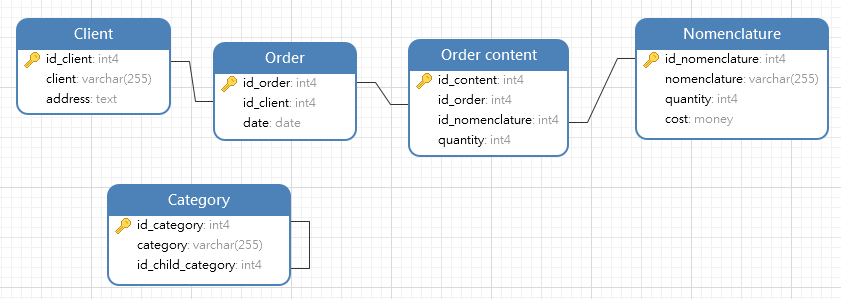 Client
id_client: int4
client: varchar(255)
address: text
Order
id_order: int4
id_client: int4
date: date
Order content
id_content: int4
id_order: int4
id_nomenclature: int4
quantity: int4
Nomenclature
id_nomenclature: int4
nomenclature: varchar(255)
quantity: int4
cost: money
Category
id_category: int4
category: varchar(255)
id_child_category: int4